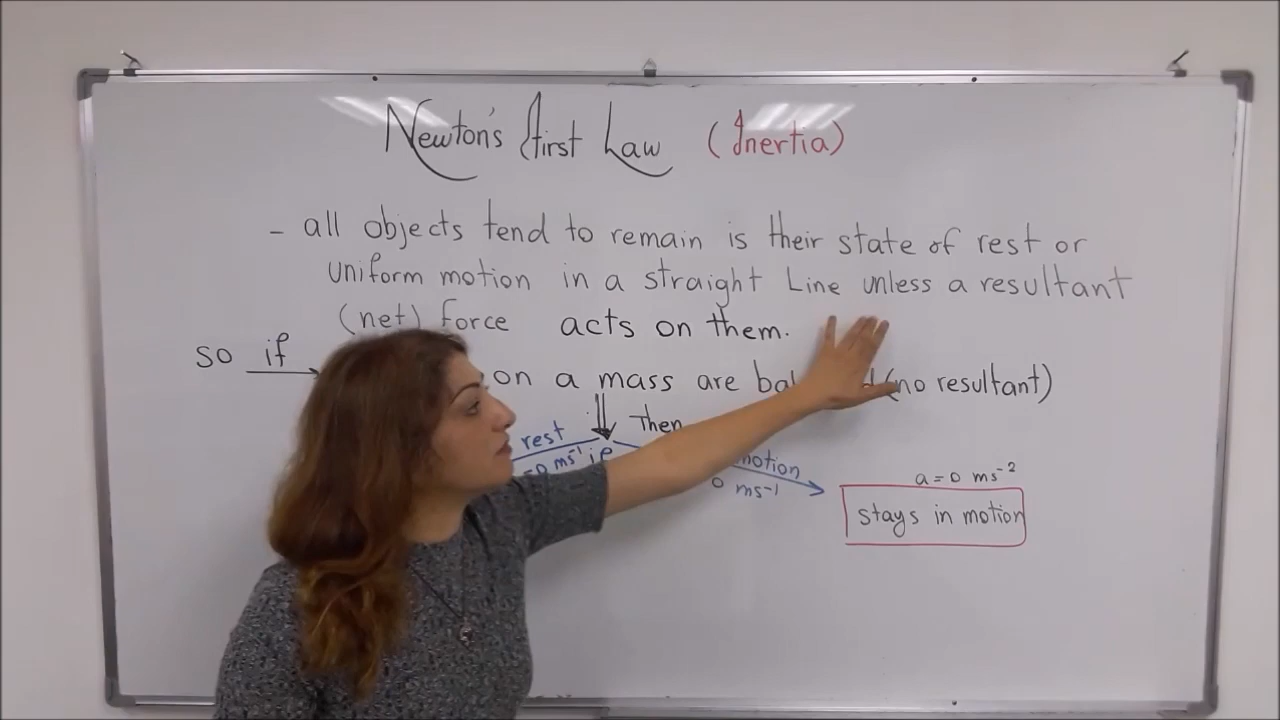 Newton's First Law (Inertia)
- all objects tend to remain is their state of rest or
uniform motion in a straight Line unless a resultant
(net) force acts on them.
so if
on a mass are (no resultant)
Then
rest
=0 ms⁻¹ ie
motion
0 ms⁻¹
a = 0 ms⁻²
stays in motion